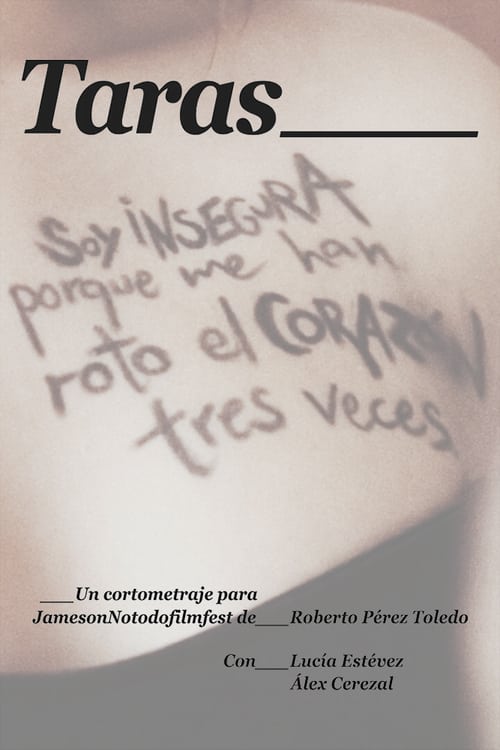 Taras_____
Soy iNSEGURA
porque me han
roto el CORAZÓN
tres veces
___Un cortometraje para
JamesonNotodofilmfest de___Roberto Pérez Toledo
Con___Lucía Estévez
Álex Cerezal